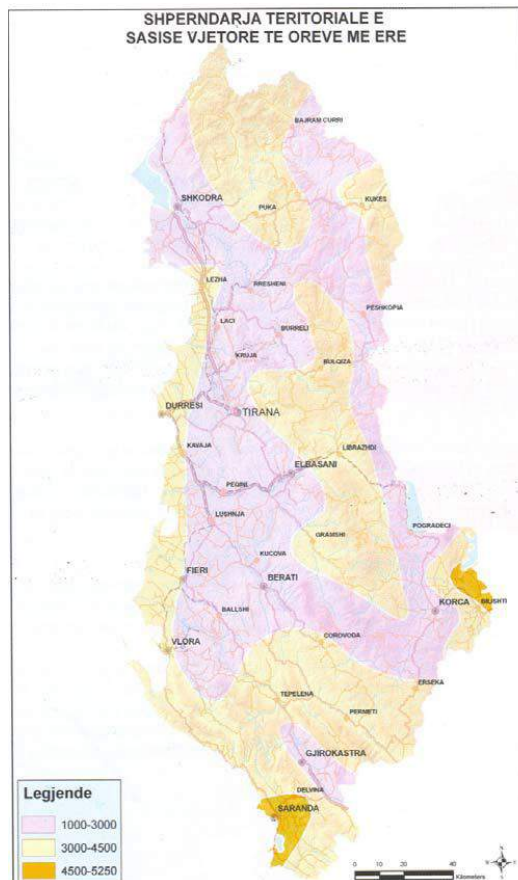 SHPERNDARJA TERITORIALE E
SASISE VJETORE TE OREVE ME ERE
BAJRAM CURRI
KUKES
SHKODRA
PUKA
LEZHA
RRESHENI
PESHKOPIA
LACI
BURRELI
KRUJA
BULQIZA
DURRESI
TIRANA
KAVAJA
LIBRAZHDI
ELBASANI
PEQINI
LUSHNJA
POGRADECI
GRAMSHI
KUCOVA
FIERI
BERATI
BILISHTI
KORCA
BALLSHI
COROVODA
VLORA
ERSEKA
TEPELENA
PERMETI
GJIROKASTRA
DELVINA
SARANDA
Legjende
1000-3000
3000-4500
4500-5250
0 10 20 40
Kilometers